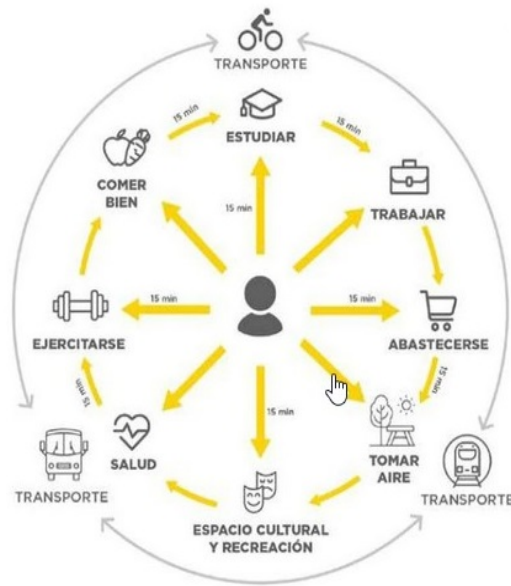 TRANSPORTE
15 min
ESTUDIAR
15 min
COMER
BIEN
15 min
TRABAJAR
15 min
15 min
EJERCITARSE
ABASTECERSE
15 min
15 min
15 min
SALUD
TOMAR
AIRE
TRANSPORTE
TRANSPORTE
ESPACIO CULTURAL
Y RECREACIÓN